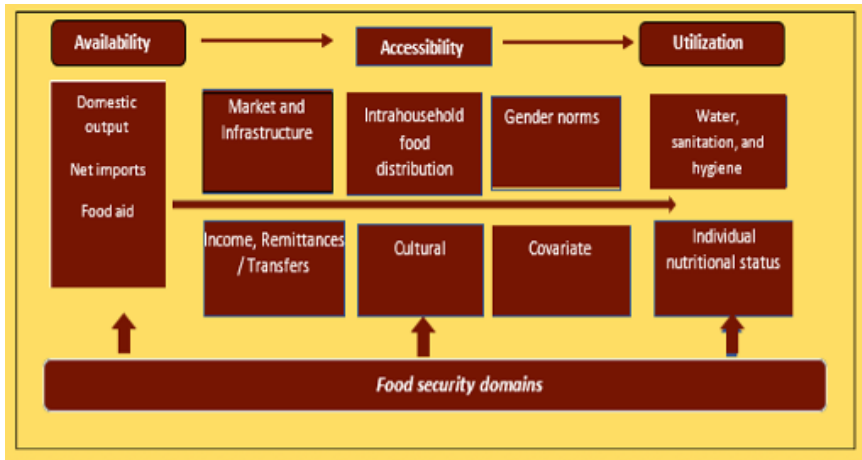 Availability
Accessibility
Utilization
Domestic
output
Net imports
Food aid
Market and
Infrastructure
Intrahousehold
food
distribution
Gender norms
Water,
sanitation, and
hygiene
Income, Remittances
/ Transfers
Cultural
Covariate
Individual
nutritional status
Food security domains